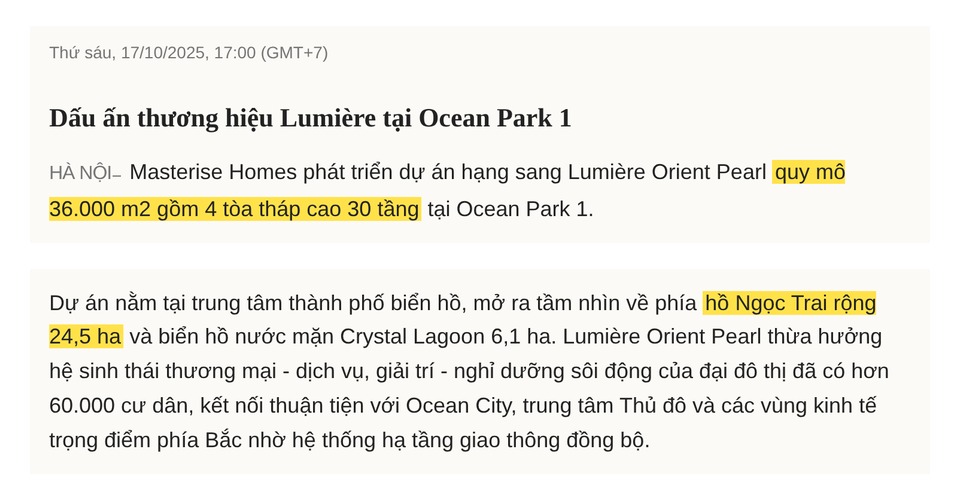 Thứ sáu, 17/10/2025, 17:00 (GMT+7)
Dấu ấn thương hiệu Lumière tại Ocean Park 1
HÀ NỘI– Masterise Homes phát triển dự án hạng sang Lumière Orient Pearl quy mô
36.000 m2 gồm 4 tòa tháp cao 30 tầng tại Ocean Park 1.
Dự án nằm tại trung tâm thành phố biển hồ, mở ra tầm nhìn về phía hồ Ngọc Trai rộng
24,5 ha và biển hồ nước mặn Crystal Lagoon 6,1 ha. Lumière Orient Pearl thừa hưởng
hệ sinh thái thương mại - dịch vụ, giải trí - nghỉ dưỡng sôi động của đại đô thị đã có hơn
60.000 cư dân, kết nối thuận tiện với Ocean City, trung tâm Thủ đô và các vùng kinh tế
trọng điểm phía Bắc nhờ hệ thống hạ tầng giao thông đồng bộ.